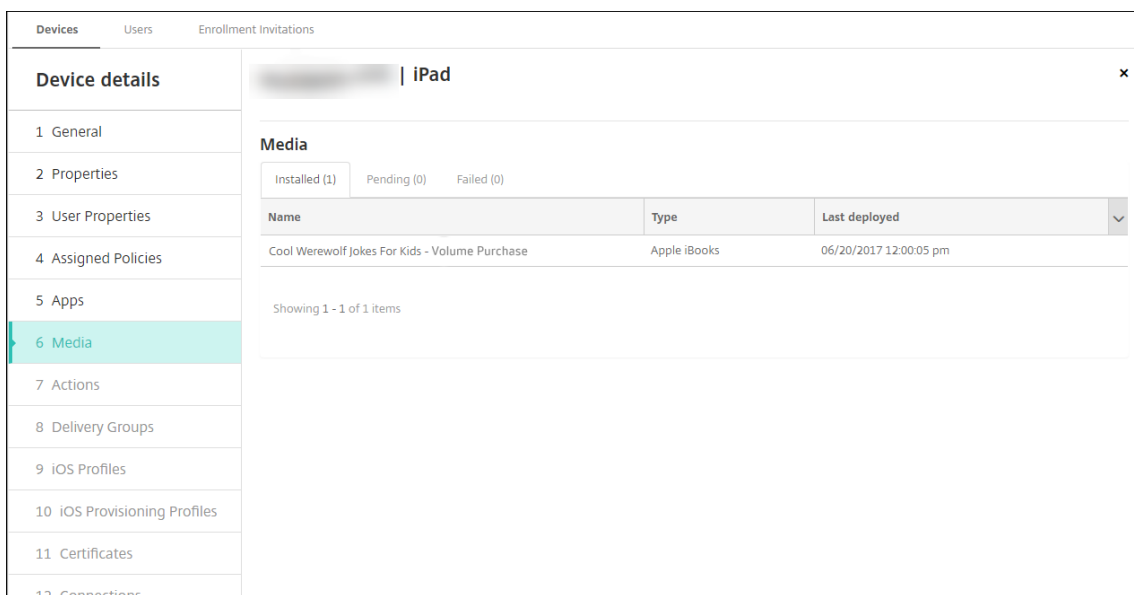 Devices Users Enrollment Invitations
Device details
1 General
2 Properties
3 User Properties
4 Assigned Policies
5 Apps
6 Media
7 Actions
8 Delivery Groups
9 iOS Profiles
10 iOS Provisioning Profiles
11 Certificates
12 Connections
| iPad
Media
Installed (1) Pending (0) Failed (0)
Name Type Last deployed
Cool Werewolf Jokes For Kids - Volume Purchase Apple iBooks 06/20/2017 12:00:05 pm
Showing 1 - 1 of 1 items